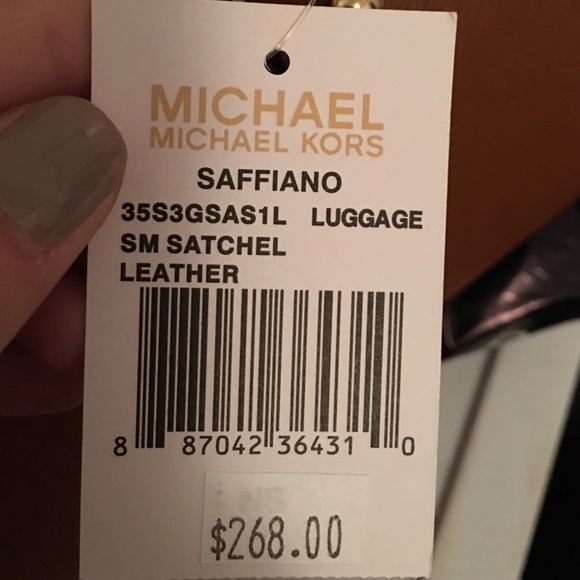 MICHAEL
MICHAEL KORS
SAFFIANO
35S3GSAS1L LUGGAGE
SM SATCHEL
LEATHER
8 87042 36431 0
$268.00